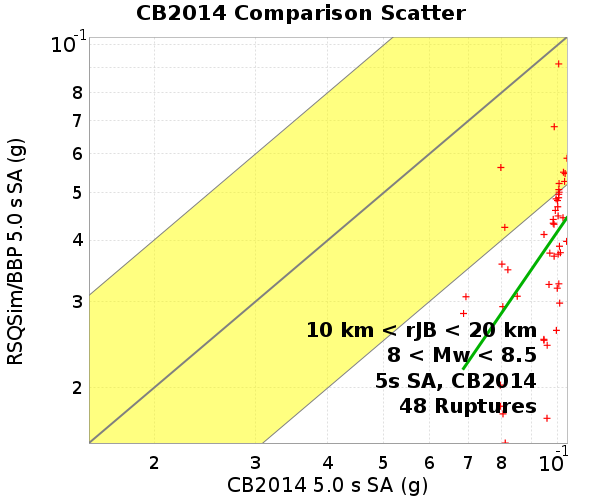 CB2014 Comparison Scatter
10⁻¹
8
7
6
5
4
3
2
RSQSim/BBP 5.0 s SA (g)
10 km < rJB < 20 km
8 < Mw < 8.5
5s SA, CB2014
48 Ruptures
2 3 4 5 6 7 8 10⁻¹
CB2014 5.0 s SA (g)